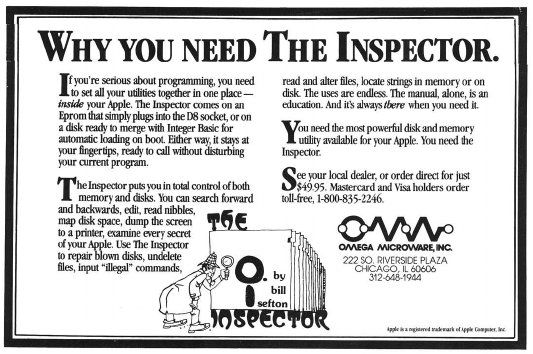 WHY YOU NEED THE INSPECTOR.
If you're serious about programming, you need
to set all your utilities together in one place —
inside your Apple. The Inspector comes on an
Eprom that simply plugs into the D8 socket, or on
a disk ready to merge with Integer Basic for
automatic loading on boot. Either way, it stays at
your fingertips, ready to call without disturbing
your current program.
The Inspector puts you in total control of both
memory and disks. You can search forward
and backwards, edit, read nibbles,
map disk space, dump the screen
to a printer, examine every secret
of your Apple. Use The Inspector
to repair blown disks, undelete
files, input "illegal" commands,
read and alter files, locate strings in memory or on
disk. The uses are endless. The manual, alone, is an
education. And it's always there when you need it.
You need the most powerful disk and memory
utility available for your Apple. You need the
Inspector.
See your local dealer, or order direct for just
$49.95. Mastercard and Visa holders order
toll-free, 1-800-835-2246.
THE
by
bill
sefton
INSPECTOR
OMEGA MICROWARE, INC.
222 SO. RIVERSIDE PLAZA
CHICAGO, IL 60606
312-648-1944
Apple is a registered trademark of Apple Computer, Inc.